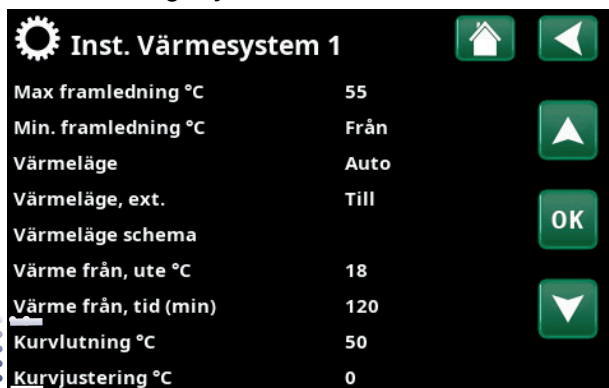 Inst. Värmesystem 1
Max framledning °C 55
Min. framledning °C Från
Värmeläge Auto
Värmeläge, ext. Till
Värmeläge schema
OK
Värme från, ute °C 18
Värme från, tid (min) 120
Kurvlutning °C 50
Kurvjustering °C 0